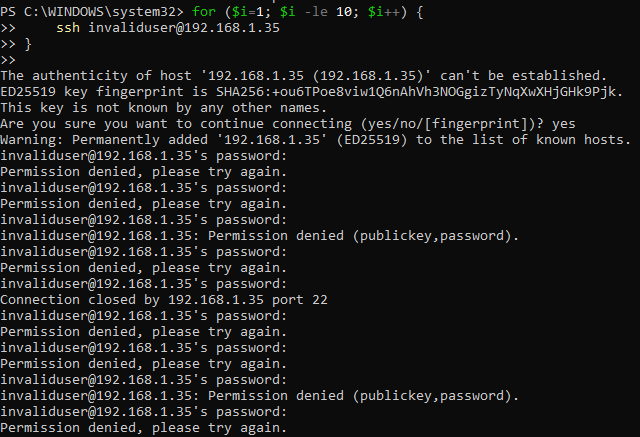 PS C:\WINDOWS\system32> for ($i=1; $i -le 10; $i++) {
>>     ssh invaliduser@192.168.1.35
>> }
>>
The authenticity of host '192.168.1.35 (192.168.1.35)' can't be established.
ED25519 key fingerprint is SHA256:+ou6TPoe8viw1Q6nAhVh3NOGgizTyNqXwXHjGHk9Pjk.
This key is not known by any other names.
Are you sure you want to continue connecting (yes/no/[fingerprint])? yes
Warning: Permanently added '192.168.1.35' (ED25519) to the list of known hosts.
invaliduser@192.168.1.35's password:
Permission denied, please try again.
invaliduser@192.168.1.35's password:
Permission denied, please try again.
invaliduser@192.168.1.35's password:
invaliduser@192.168.1.35: Permission denied (publickey,password).
invaliduser@192.168.1.35's password:
Permission denied, please try again.
invaliduser@192.168.1.35's password:
Connection closed by 192.168.1.35 port 22
invaliduser@192.168.1.35's password:
Permission denied, please try again.
invaliduser@192.168.1.35's password:
Permission denied, please try again.
invaliduser@192.168.1.35's password:
invaliduser@192.168.1.35: Permission denied (publickey,password).
invaliduser@192.168.1.35's password:
Permission denied, please try again.